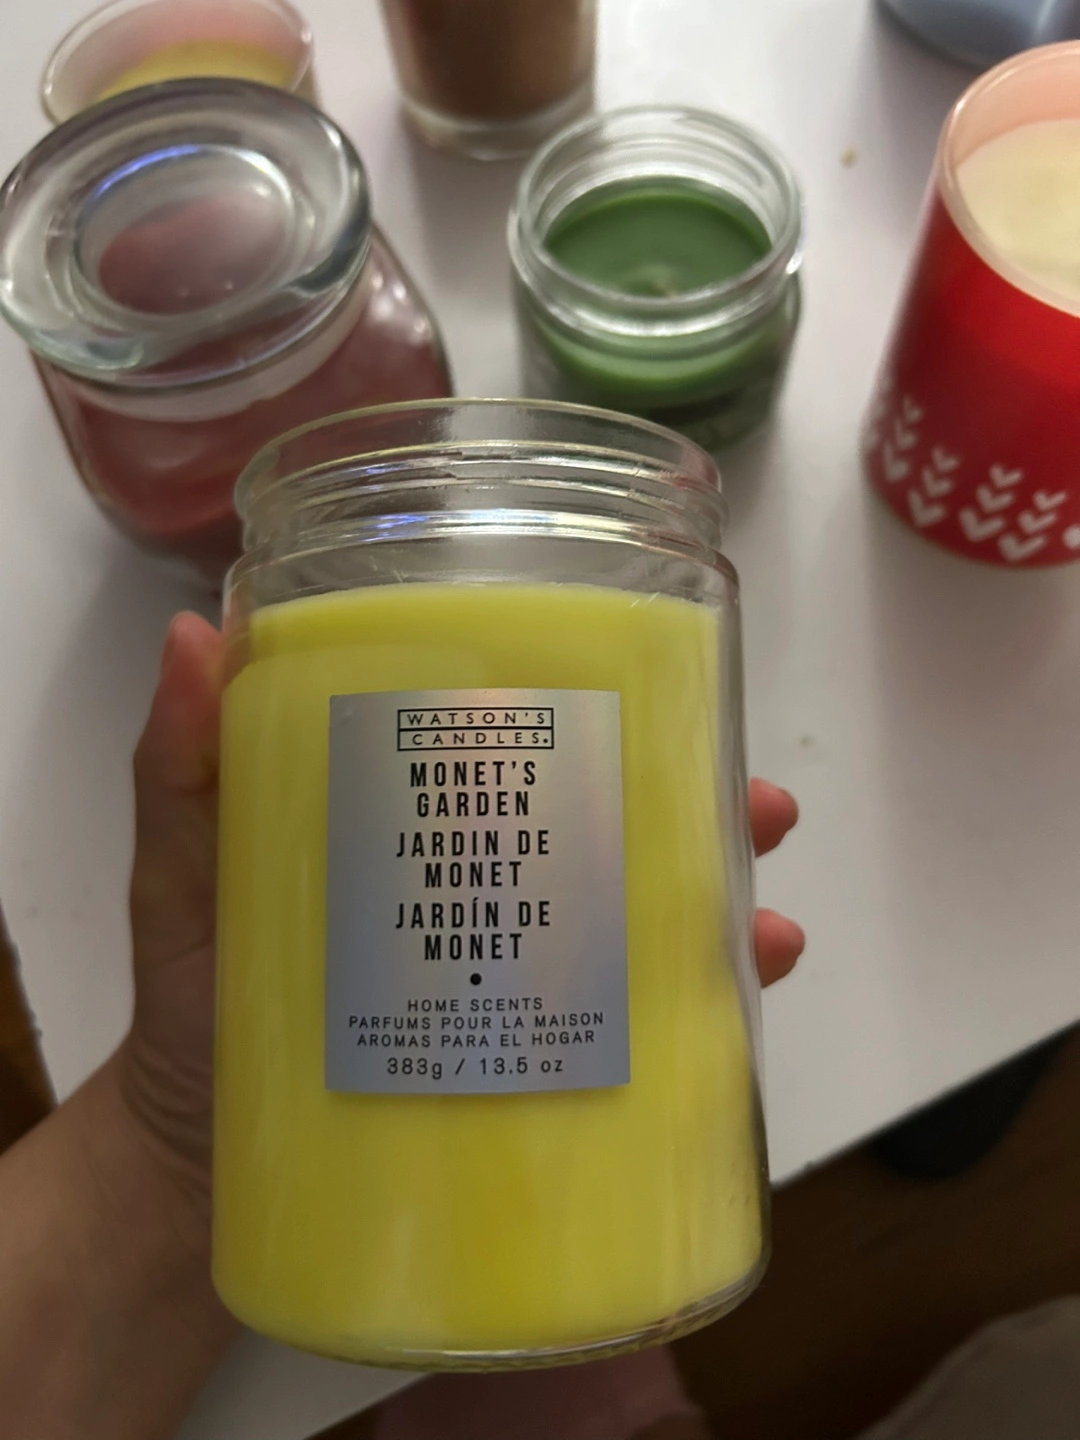 WATSON'S
CANDLES.
MONET'S
GARDEN
JARDIN DE
MONET
JARDÍN DE
MONET
HOME SCENTS
PARFUMS POUR LA MAISON
AROMAS PARA EL HOGAR
383g / 13.5 oz